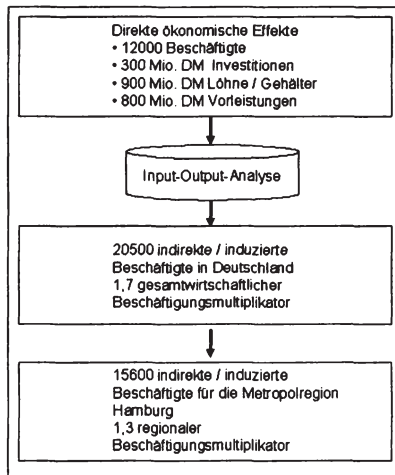 Direkte ökonomische Effekte
• 12000 Beschäftigte
• 300 Mio. DM Investitionen
• 900 Mio. DM Löhne / Gehälter
• 800 Mio. DM Vorleistungen
Input-Output-Analyse
20500 indirekte / induzierte
Beschäftigte in Deutschland
1,7 gesamtwirtschaftlicher
Beschäftigungsmultiplikator
15600 indirekte / induzierte
Beschäftigte für die Metropolregion
Hamburg
1,3 regionaler
Beschäftigungsmultiplikator